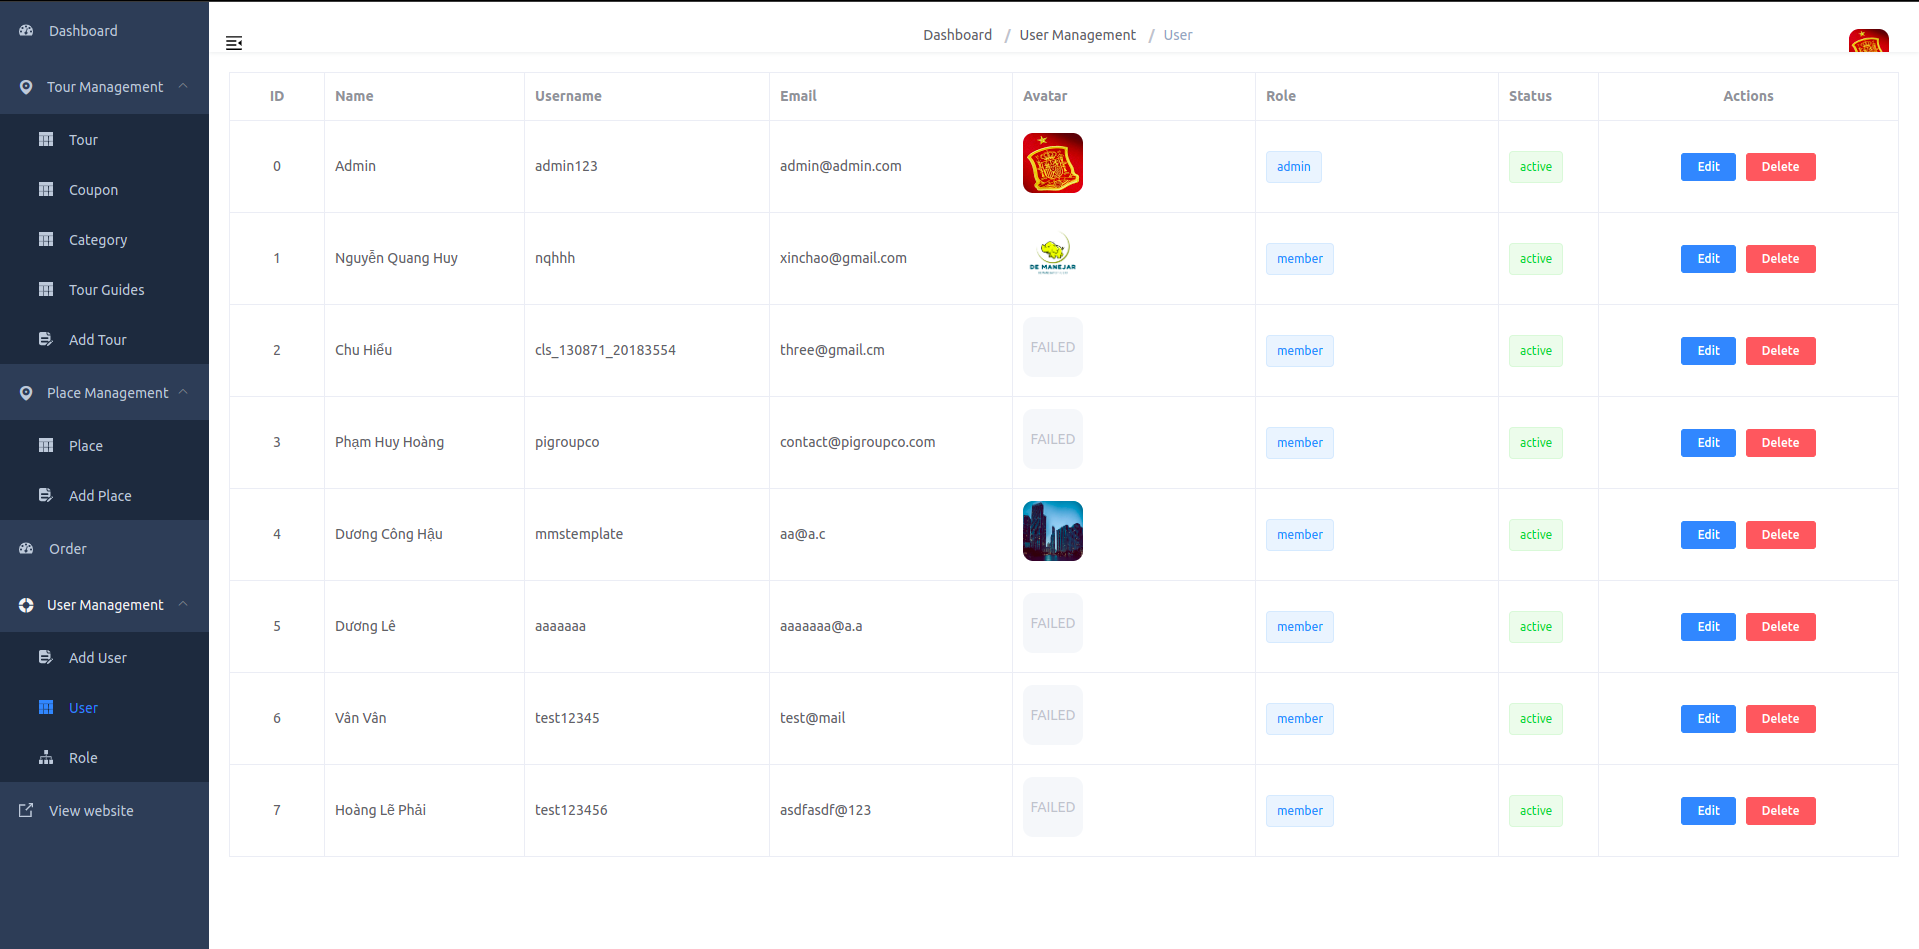 Dashboard
Tour Management
Tour
Coupon
Category
Tour Guides
Add Tour
Place Management
Place
Add Place
Order
User Management
Add User
User
Role
View website
Dashboard / User Management / User
ID Name Username Email Avatar Role Status Actions
0 Admin admin123 admin@admin.com admin active Edit Delete
1 Nguyễn Quang Huy nqhhh xinchao@gmail.com DE MANEJAR member active Edit Delete
2 Chu Hiếu cls_130871_20183554 three@gmail.cm FAILED member active Edit Delete
3 Phạm Huy Hoàng pigroupco contact@pigroupco.com FAILED member active Edit Delete
4 Dương Công Hậu mmstemplate aa@a.c member active Edit Delete
5 Dương Lê aaaaaaa aaaaaaa@a.a FAILED member active Edit Delete
6 Vân Vân test12345 test@mail FAILED member active Edit Delete
7 Hoàng Lẽ Phải test123456 asdfasdf@123 FAILED member active Edit Delete